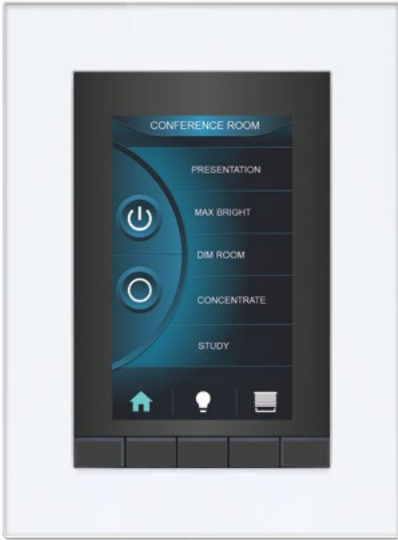 CONFERENCE ROOM
PRESENTATION
MAX BRIGHT
DIM ROOM
CONCENTRATE
STUDY